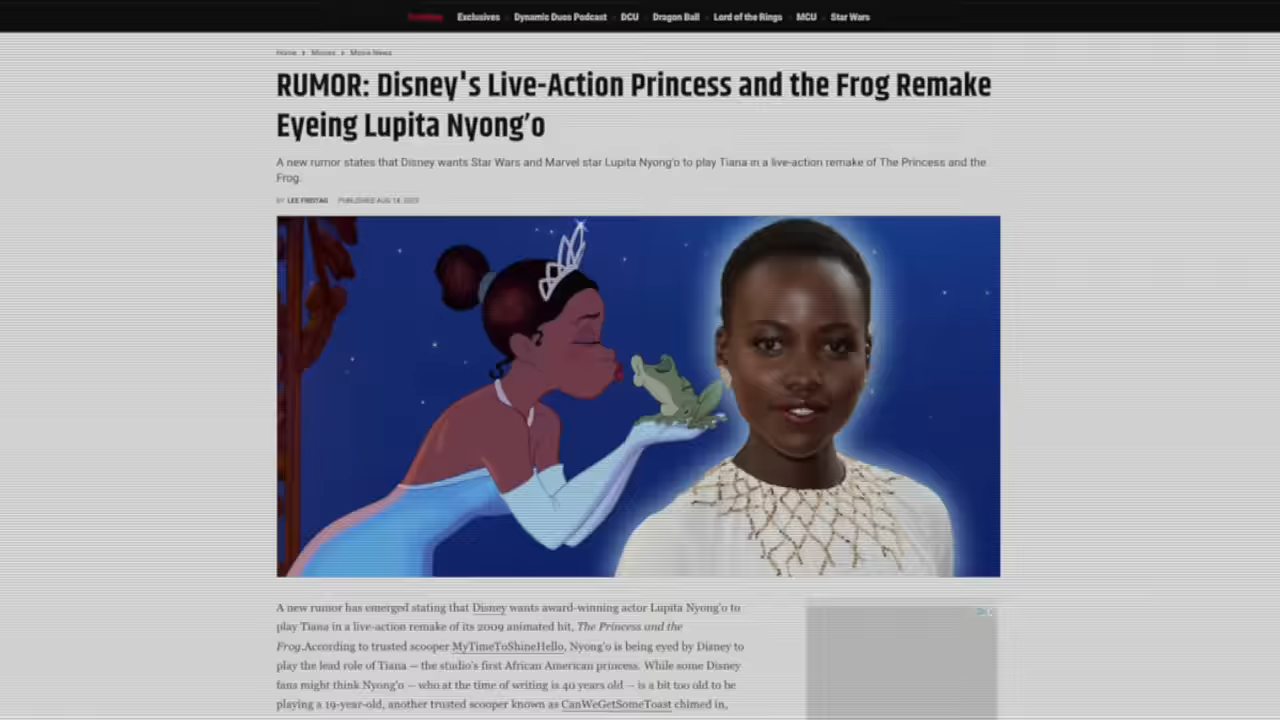 Exclusives Dynamic Duos Podcast DCU Dragon Ball Lord of the Rings MCU Star Wars
Home Movies Movie News
RUMOR: Disney's Live-Action Princess and the Frog Remake
Eyeing Lupita Nyong’o
A new rumor states that Disney wants Star Wars and Marvel star Lupita Nyong'o to play Tiana in a live-action remake of The Princess and the
Frog.
BY LEE FREITAG PUBLISHED AUG 14, 2023
A new rumor has emerged stating that Disney wants award-winning actor Lupita Nyong'o to
play Tiana in a live-action remake of its 2009 animated hit, The Princess and the
Frog.According to trusted scooper MyTimeToShineHello, Nyong'o is being eyed by Disney to
play the lead role of Tiana — the studio's first African American princess. While some Disney
fans might think Nyong'o — who at the time of writing is 40 years old — is a bit too old to be
playing a 19-year-old, another trusted scooper known as CanWeGetSomeToast chimed in,